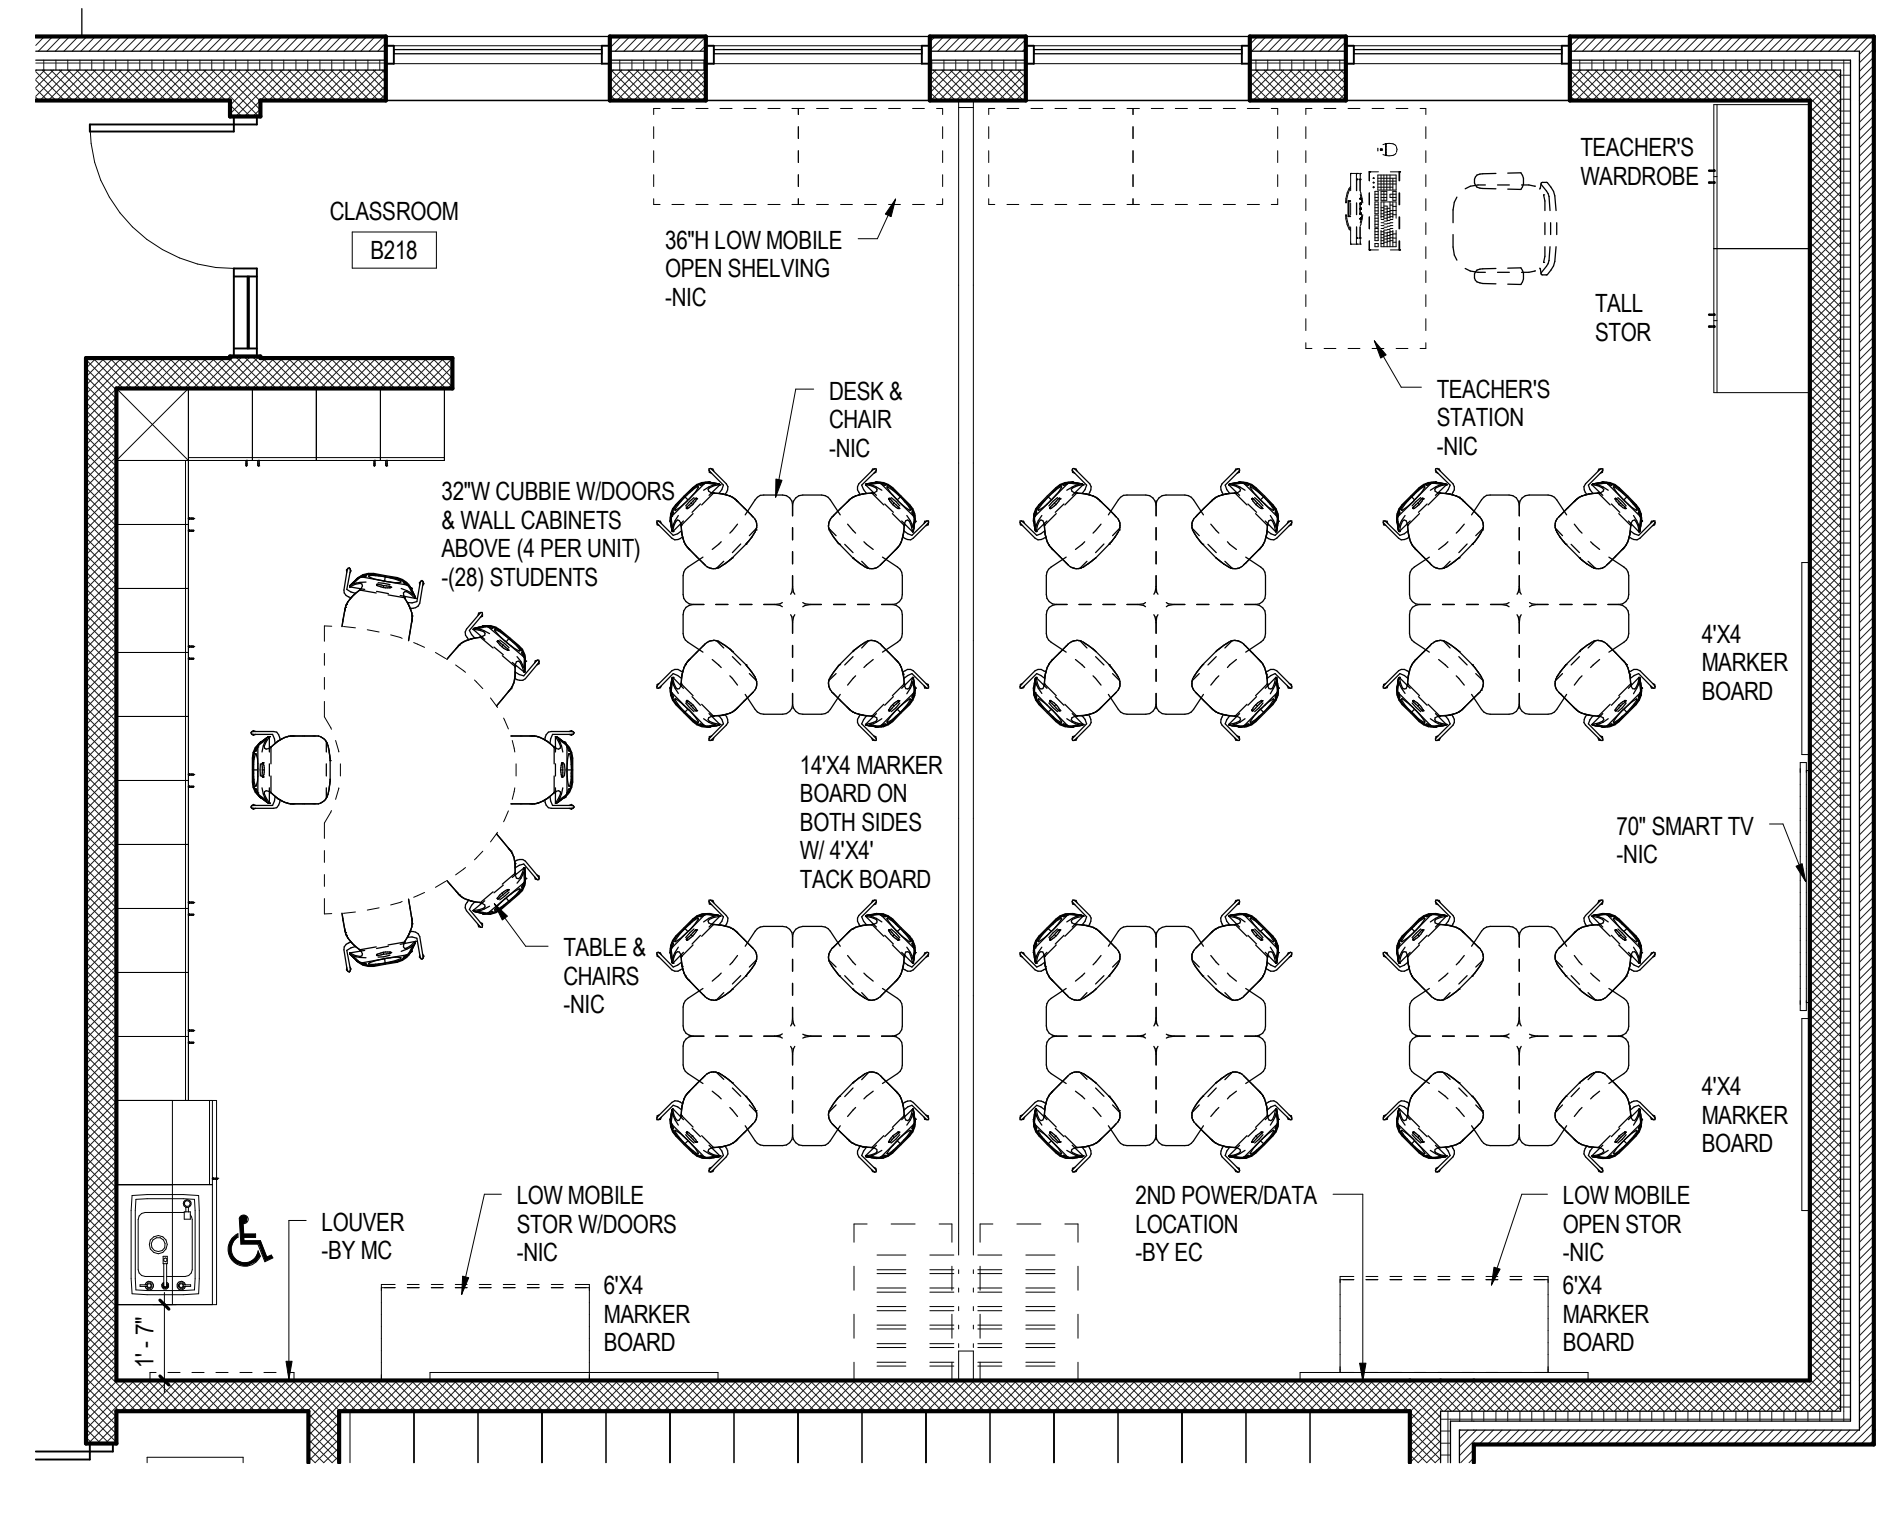 CLASSROOM
B218
36"H LOW MOBILE
OPEN SHELVING
-NIC
TEACHER'S
WARDROBE
TALL
STOR
TEACHER'S
STATION
-NIC
DESK &
CHAIR
-NIC
32"W CUBBIE W/DOORS
& WALL CABINETS
ABOVE (4 PER UNIT)
-(28) STUDENTS
4'X4
MARKER
BOARD
14'X4 MARKER
BOARD ON
BOTH SIDES
W/ 4'X4'
TACK BOARD
70" SMART TV
-NIC
TABLE &
CHAIRS
-NIC
4'X4
MARKER
BOARD
LOUVER
-BY MC
LOW MOBILE
STOR W/DOORS
-NIC
6'X4
MARKER
BOARD
2ND POWER/DATA
LOCATION
-BY EC
LOW MOBILE
OPEN STOR
-NIC
6'X4
MARKER
BOARD
1' - 7"